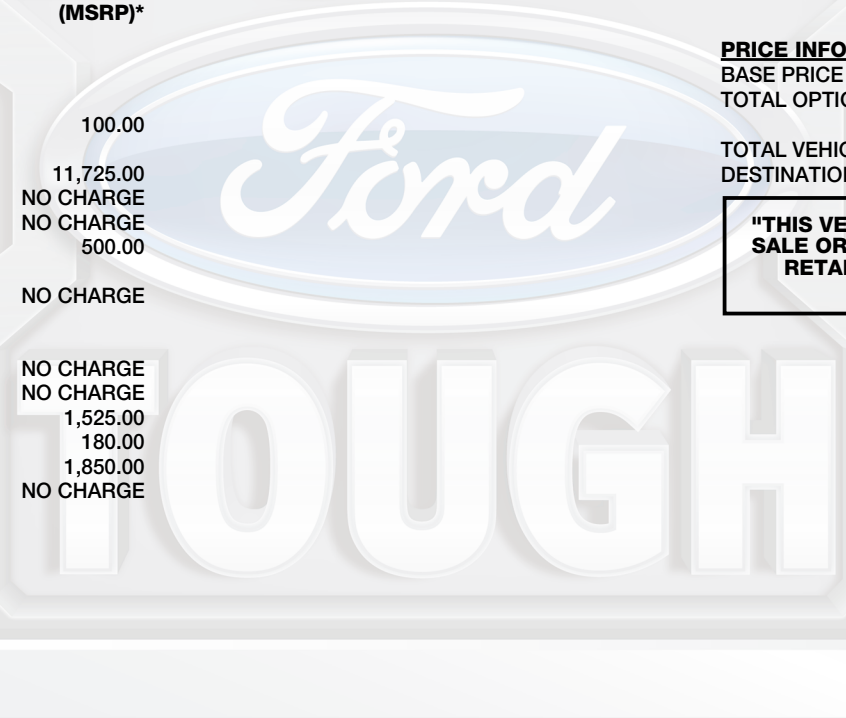 (MSRP)*
100.00
11,725.00
NO CHARGE
NO CHARGE
500.00
NO CHARGE
NO CHARGE
NO CHARGE
1,525.00
180.00
1,850.00
NO CHARGE
PRICE INFO
BASE PRICE
TOTAL OPTIO
TOTAL VEHIC
DESTINATION
"THIS VE
SALE OR
RETAI
Ford
TOUGH